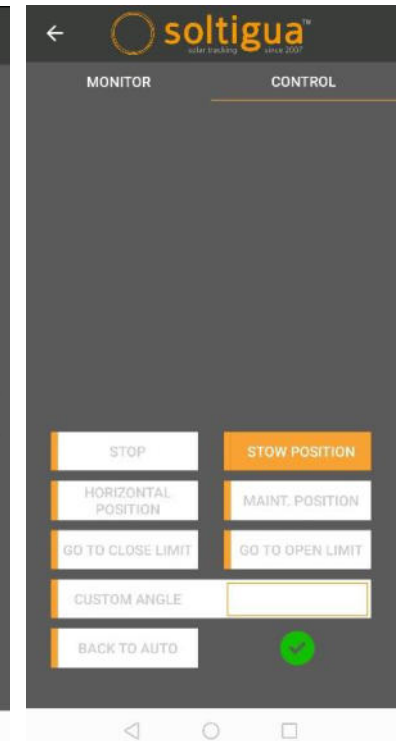 soltigua™
solar tracking since 2007
MONITOR CONTROL
STOP STOW POSITION
HORIZONTAL
POSITION MAINT. POSITION
GO TO CLOSE LIMIT GO TO OPEN LIMIT
CUSTOM ANGLE
BACK TO AUTO